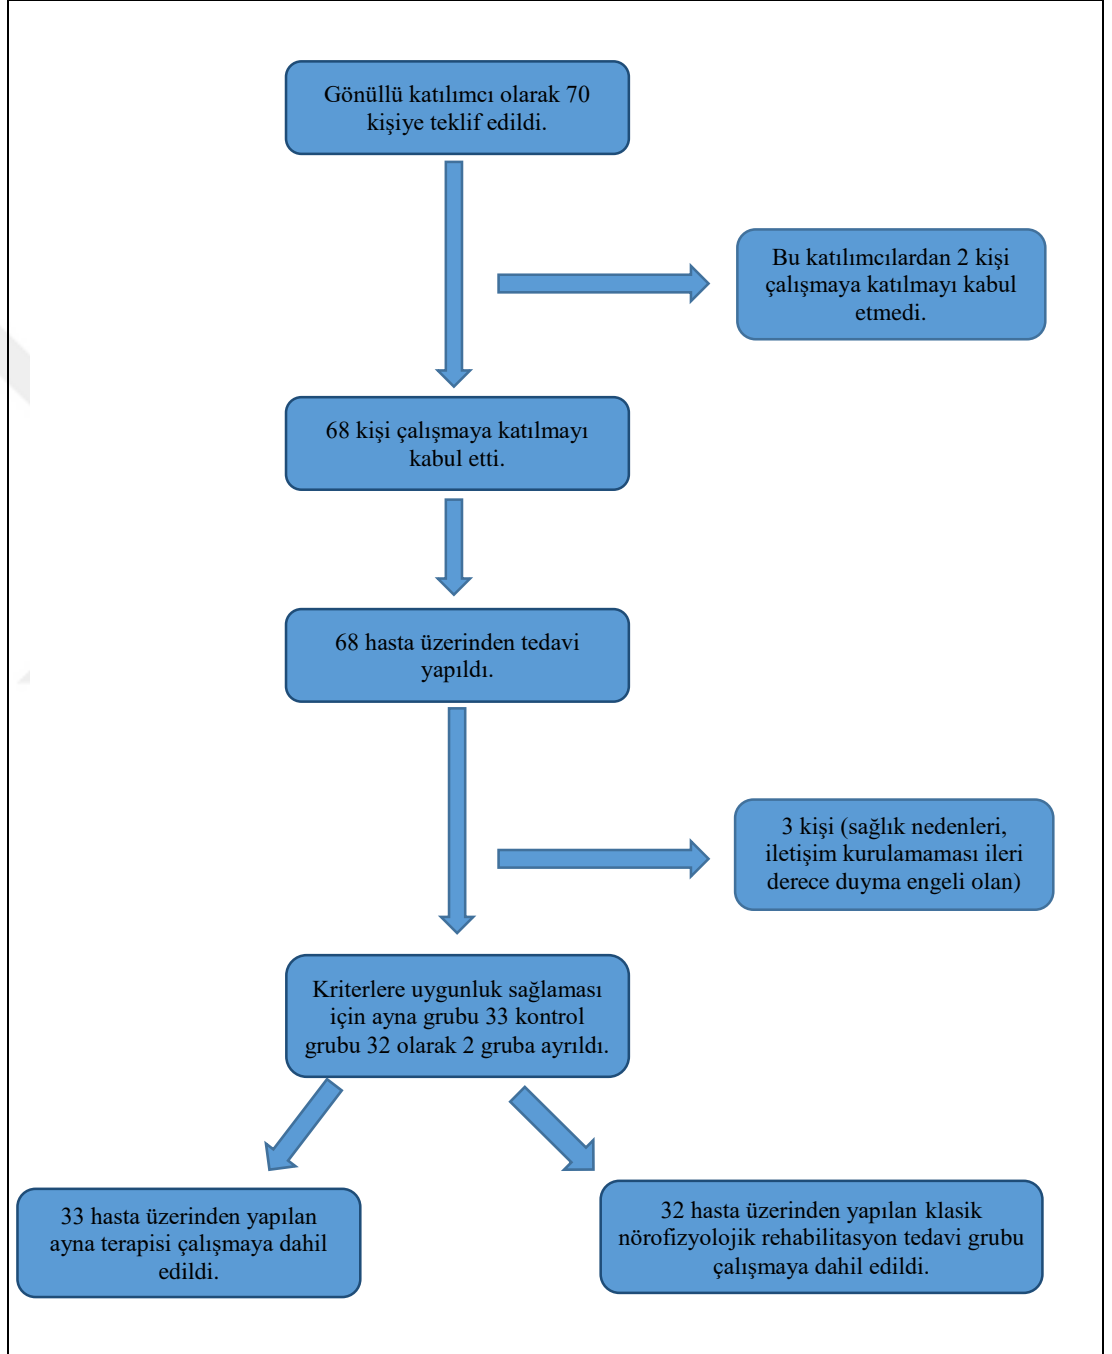 Gönüllü katılımcı olarak 70
kişiye teklif edildi.
Bu katılımcılardan 2 kişi
çalışmaya katılmayı kabul
etmedi.
68 kişi çalışmaya katılmayı
kabul etti.
68 hasta üzerinden tedavi
yapıldı.
3 kişi (sağlık nedenleri,
iletişim kurulamaması ileri
derece duyma engeli olan)
Kriterlere uygunluk sağlaması
için ayna grubu 33 kontrol
grubu 32 olarak 2 gruba ayrıldı.
33 hasta üzerinden yapılan
ayna terapisi çalışmaya dahil
edildi.
32 hasta üzerinden yapılan klasik
nörofizyolojik rehabilitasyon tedavi grubu
çalışmaya dahil edildi.